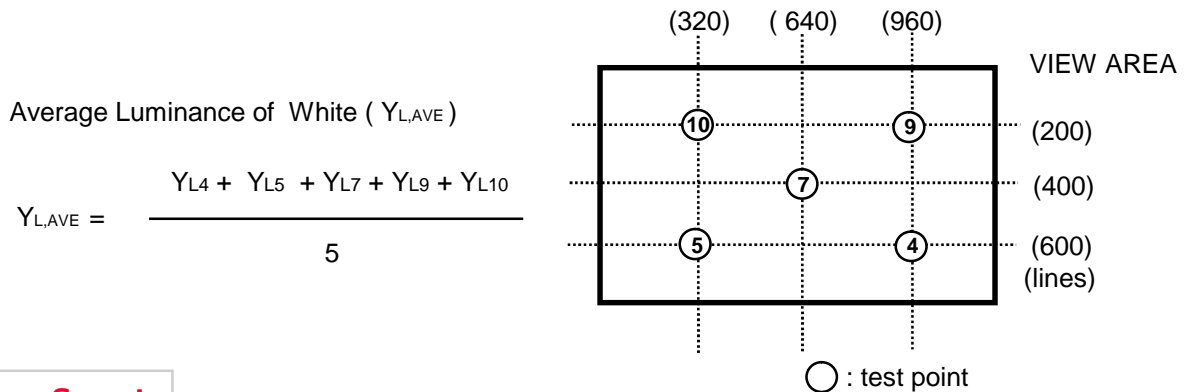 (320) ( 640) (960)
VIEW AREA
Average Luminance of White ( YL,AVE )
10 9 (200)
YL4 + YL5 + YL7 + YL9 + YL10
7 (400)
YL,AVE =
5
5 4 (600)
(lines)
: test point